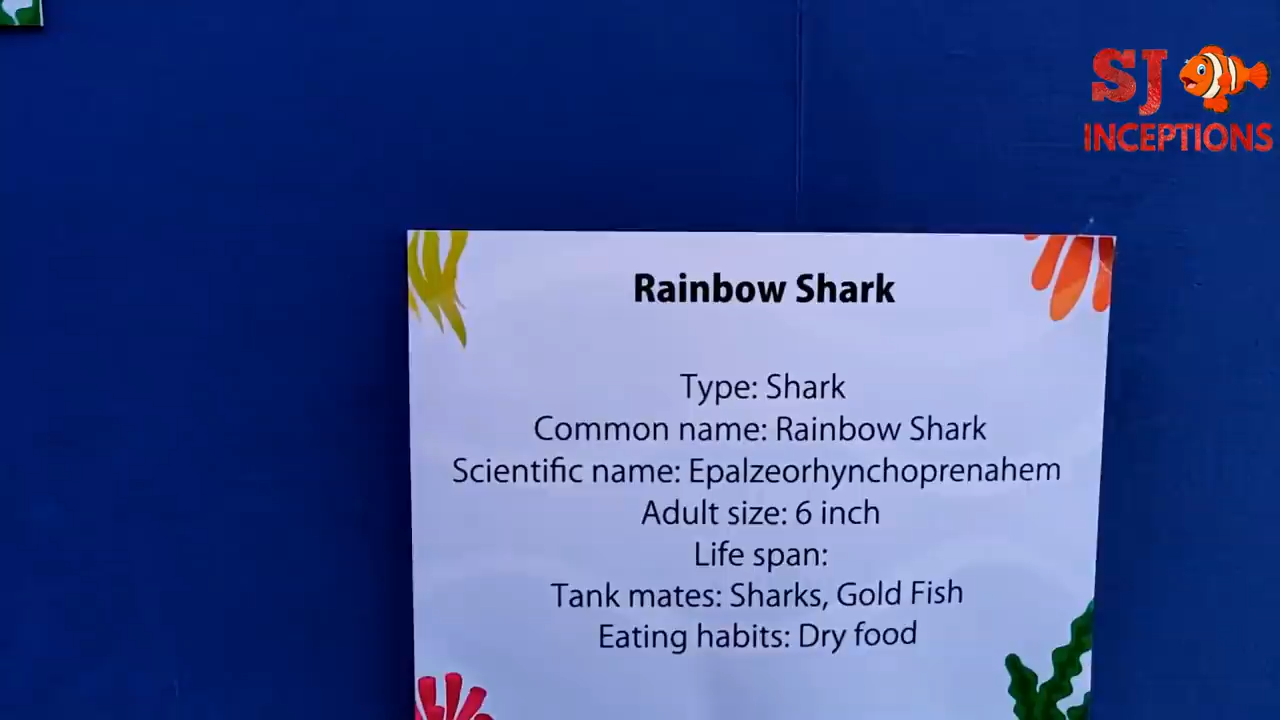 SJ
INCEPTIONS
Rainbow Shark
Type: Shark
Common name: Rainbow Shark
Scientific name: Epalzeorhynchoprenahem
Adult size: 6 inch
Life span:
Tank mates: Sharks, Gold Fish
Eating habits: Dry food